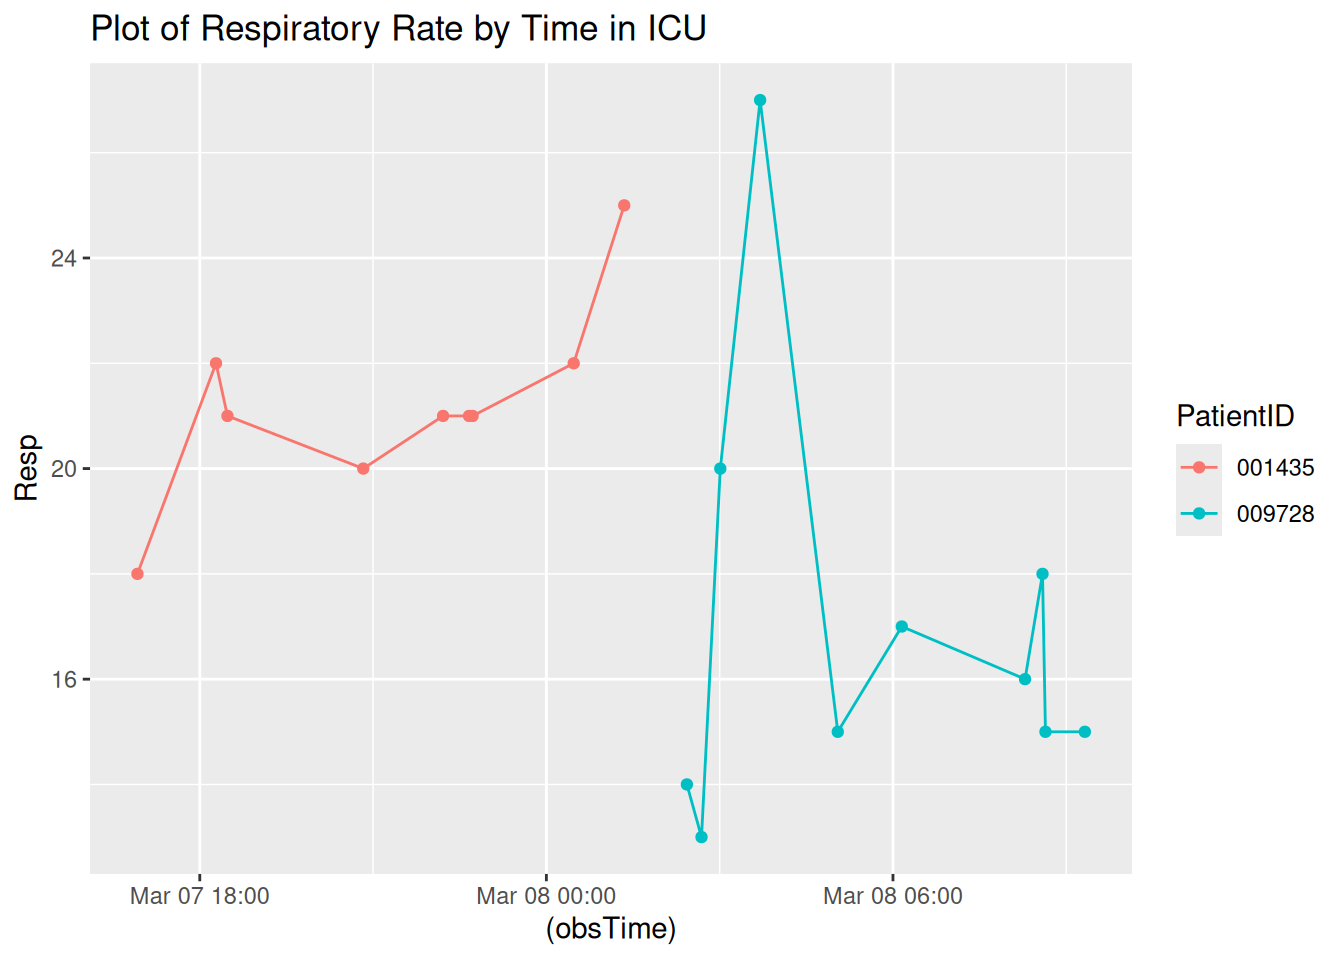 Plot of Respiratory Rate by Time in ICU
Resp
24
20
16
Mar 07 18:00
Mar 08 00:00
Mar 08 06:00
(obsTime)
PatientID
001435
009728